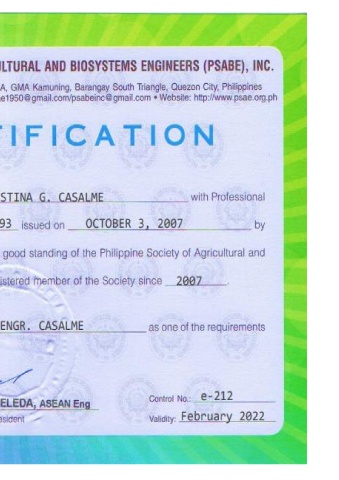 LTURAL AND BIOSYSTEMS ENGINEERS (PSABE), INC.
A, GMA Kamuning, Barangay South Triangle, Quezon City, Philippines
e1950@gmail.com/psabeinc@gmail.com • Website: http://www.psae.org.ph
TIFICATION
STINA G. CASALME with Professional
93 issued on OCTOBER 3, 2007 by
good standing of the Philippine Society of Agricultural and
istered member of the Society since 2007.
ENGR. CASALME as one of the requirements
Control No.: e-212
ELEDA, ASEAN Eng
esident
Validity: February 2022